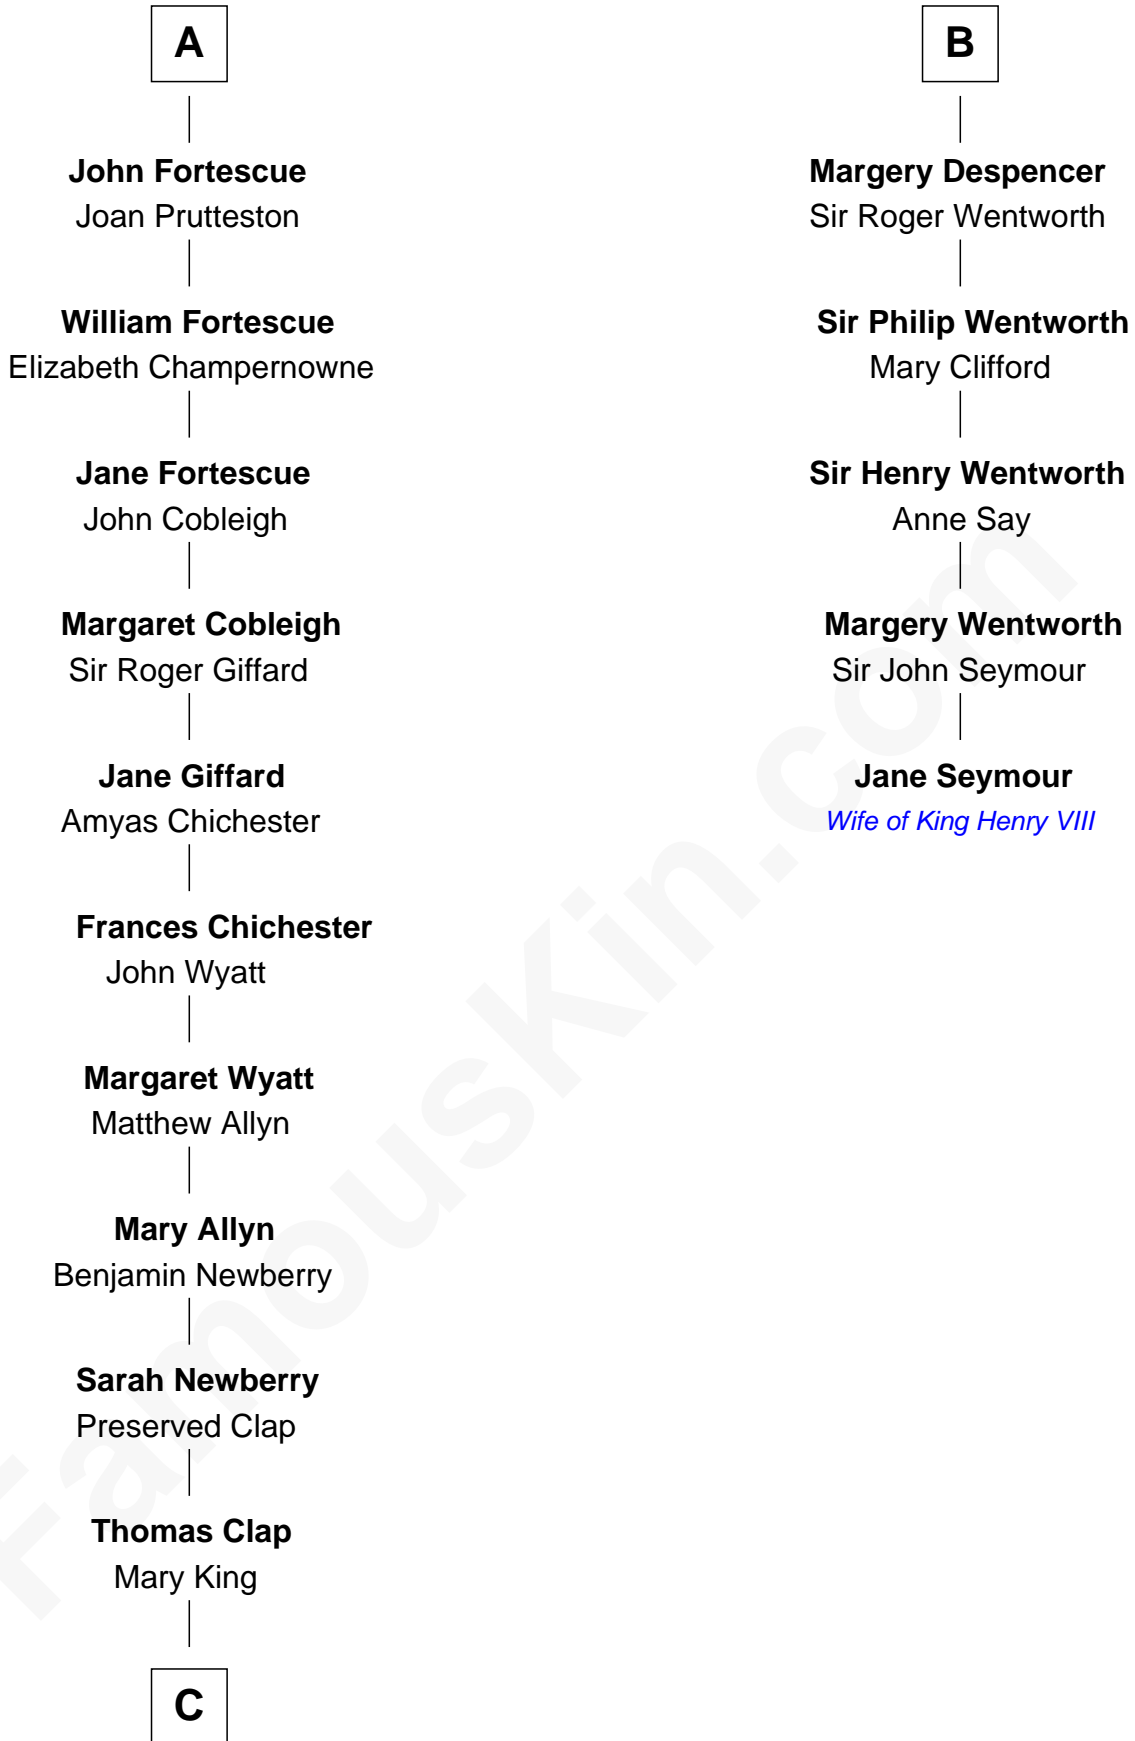 A
John Fortescue
Joan Prutteston
William Fortescue
Elizabeth Champernowne
Jane Fortescue
John Cobleigh
Margaret Cobleigh
Sir Roger Giffard
Jane Giffard
Amyas Chichester
Frances Chichester
John Wyatt
Margaret Wyatt
Matthew Allyn
Mary Allyn
Benjamin Newberry
Sarah Newberry
Preserved Clap
Thomas Clap
Mary King
C
B
Margery Despencer
Sir Roger Wentworth
Sir Philip Wentworth
Mary Clifford
Sir Henry Wentworth
Anne Say
Margery Wentworth
Sir John Seymour
Jane Seymour
Wife of King Henry VIII
FamousKin.com